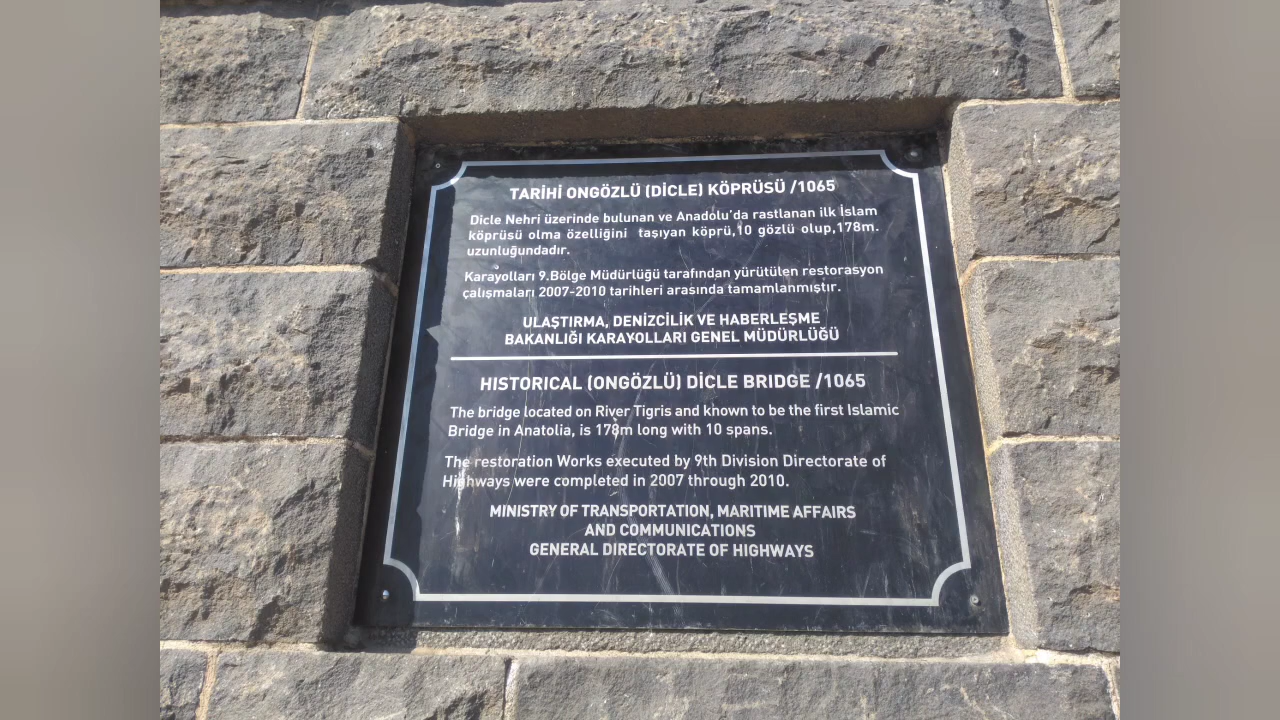 TARİHİ ONGÖZLÜ (DİCLE) KÖPRÜSÜ /1065
Dicle Nehri üzerinde bulunan ve Anadolu'da rastlanan ilk İslam
köprüsü olma özelliğini taşıyan köprü,10 gözlü olup,178m.
uzunluğundadır.
Karayolları 9.Bölge Müdürlüğü tarafından yürütülen restorasyon
çalışmaları 2007-2010 tarihleri arasında tamamlanmıştır.
ULAŞTIRMA, DENİZCİLİK VE HABERLEŞME
BAKANLIĞI KARAYOLLARI GENEL MÜDÜRLÜĞÜ
HISTORICAL (ONGÖZLÜ) DİCLE BRIDGE /1065
The bridge located on River Tigris and known to be the first Islamic
Bridge in Anatolia, is 178m long with 10 spans.
The restoration Works executed by 9th Division Directorate of
Highways were completed in 2007 through 2010.
MINISTRY OF TRANSPORTATION, MARITIME AFFAIRS
AND COMMUNICATIONS
GENERAL DIRECTORATE OF HIGHWAYS